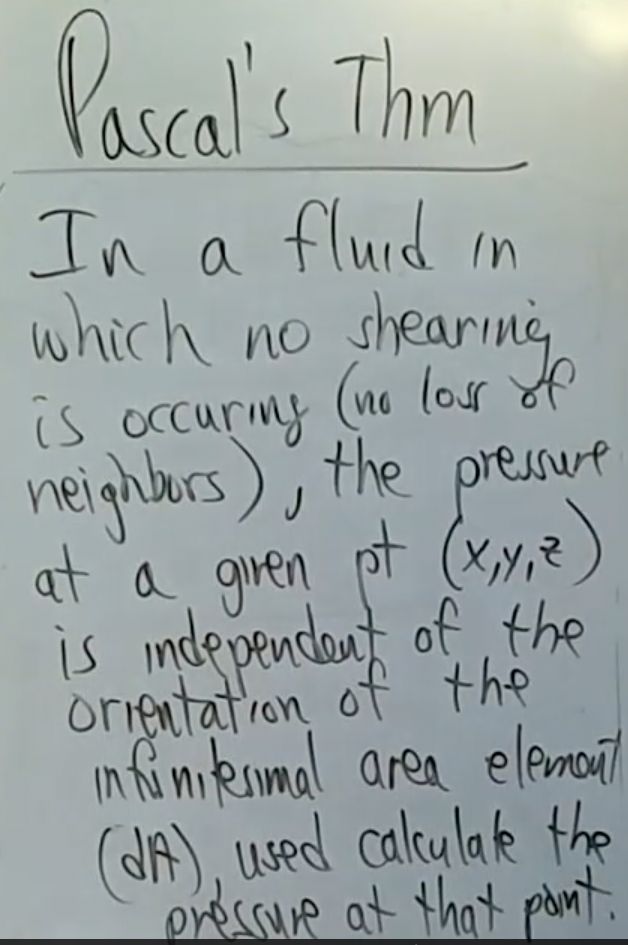 Pascal's Thm
In a fluid in
which no shearing
is occuring (no loss of
neighbors), the pressure
at a given pt (x,y,z)
is independent of the
orientation of the
infinitesimal area element
(dA), used calculate the
pressure at that point.